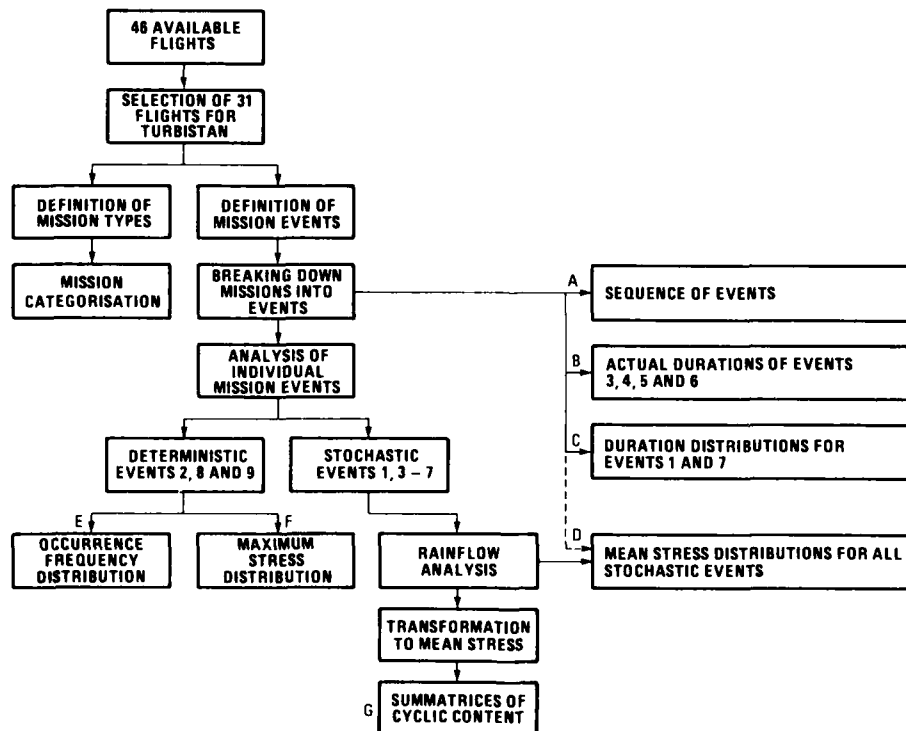 46 AVAILABLE
FLIGHTS
SELECTION OF 31
FLIGHTS FOR
TURBISTAN
DEFINITION OF
MISSION TYPES
DEFINITION OF
MISSION EVENTS
MISSION
CATEGORISATION
BREAKING DOWN
MISSIONS INTO
EVENTS
A
SEQUENCE OF
EVENTS
ANALYSIS OF
INDIVIDUAL
MISSION EVENTS
B
ACTUAL DURATIONS OF EVENTS
3, 4, 5 AND 6
DETERMINISTIC
EVENTS 2, 8 AND 9
STOCHASTIC
EVENTS 1, 3 – 7
C
DURATION DISTRIBUTIONS FOR
EVENTS 1 AND 7
E
OCCURRENCE
FREQUENCY
DISTRIBUTION
F
MAXIMUM
STRESS
DISTRIBUTION
RAINFLOW
ANALYSIS
D
MEAN STRESS DISTRIBUTIONS FOR ALL
STOCHASTIC EVENTS
TRANSFORMATION
TO MEAN STRESS
G
SUMMATRICES OF
CYCLIC CONTENT